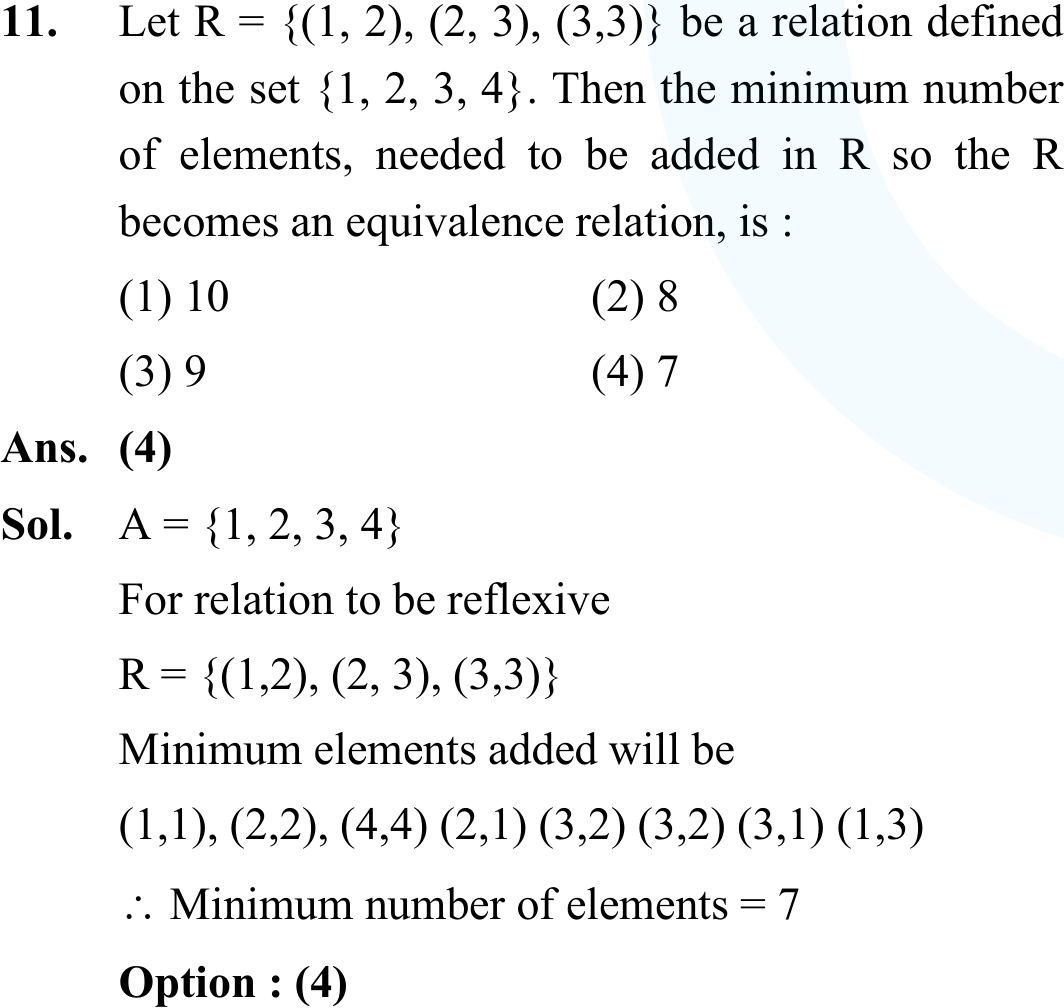 11. Let R = {(1, 2), (2, 3), (3,3)} be a relation defined
on the set {1, 2, 3, 4}. Then the minimum number
of elements, needed to be added in R so the R
becomes an equivalence relation, is :
(1) 10 (2) 8
(3) 9 (4) 7
Ans. (4)
Sol. A = {1, 2, 3, 4}
For relation to be reflexive
R = {(1,2), (2, 3), (3,3)}
Minimum elements added will be
(1,1), (2,2), (4,4) (2,1) (3,2) (3,2) (3,1) (1,3)
∴ Minimum number of elements = 7
Option : (4)